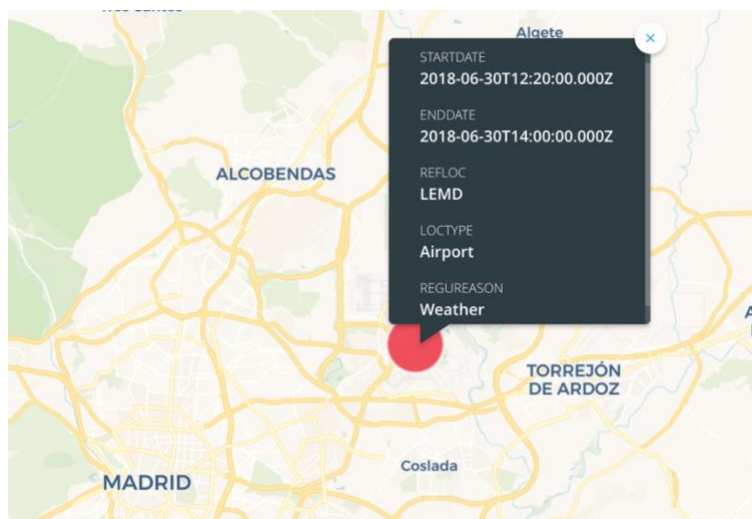 Algete
STARTDATE
2018-06-30T12:20:00.000Z
ENDDATE
2018-06-30T14:00:00.000Z
REFLOC
LEMD
LOCTYPE
Airport
REGUREASON
Weather
ALCOBENDAS
TORREJÓN
DE ARDOZ
Coslada
MADRID